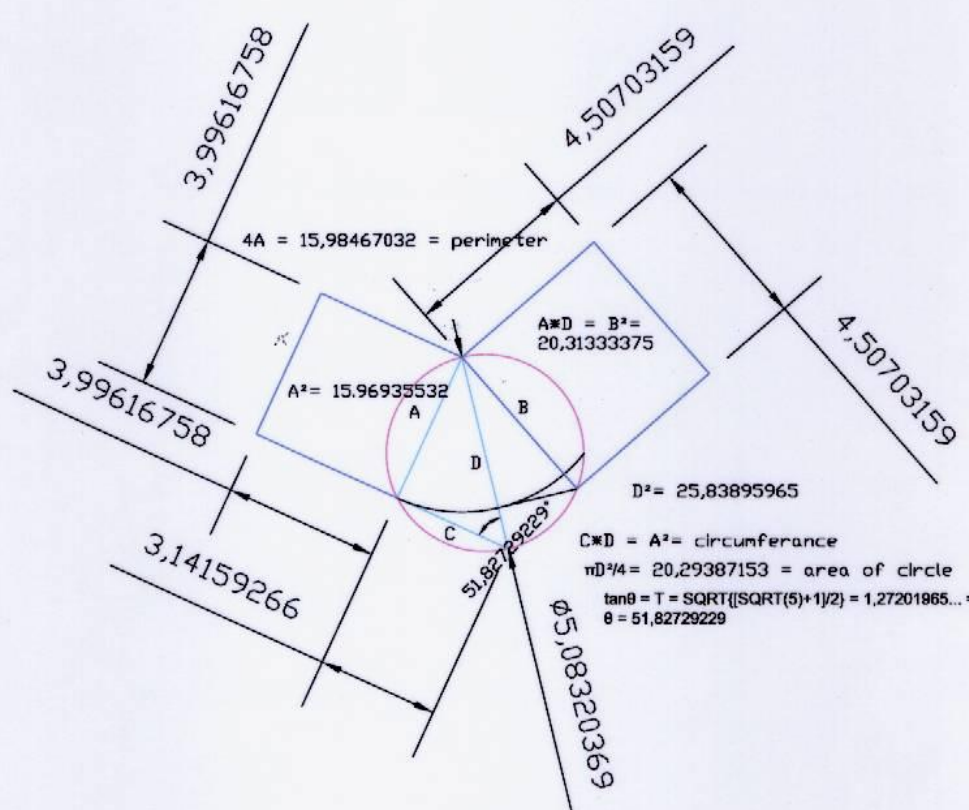 3,99616758
4,50703159
4A = 15,98467032 = perimeter
A*D = B²=
20,31333375
4,50703159
A²= 15.96935532
A
B
3,99616758
D
D²= 25,83895965
C
51,82729229°
C*D = A²= circumferance
3,14159266
πD²/4= 20,29387153 = area of circle
tanθ = T = SQRT{[SQRT(5)+1]/2} = 1,27201965... =
θ = 51,82729229
Ø5,08320369